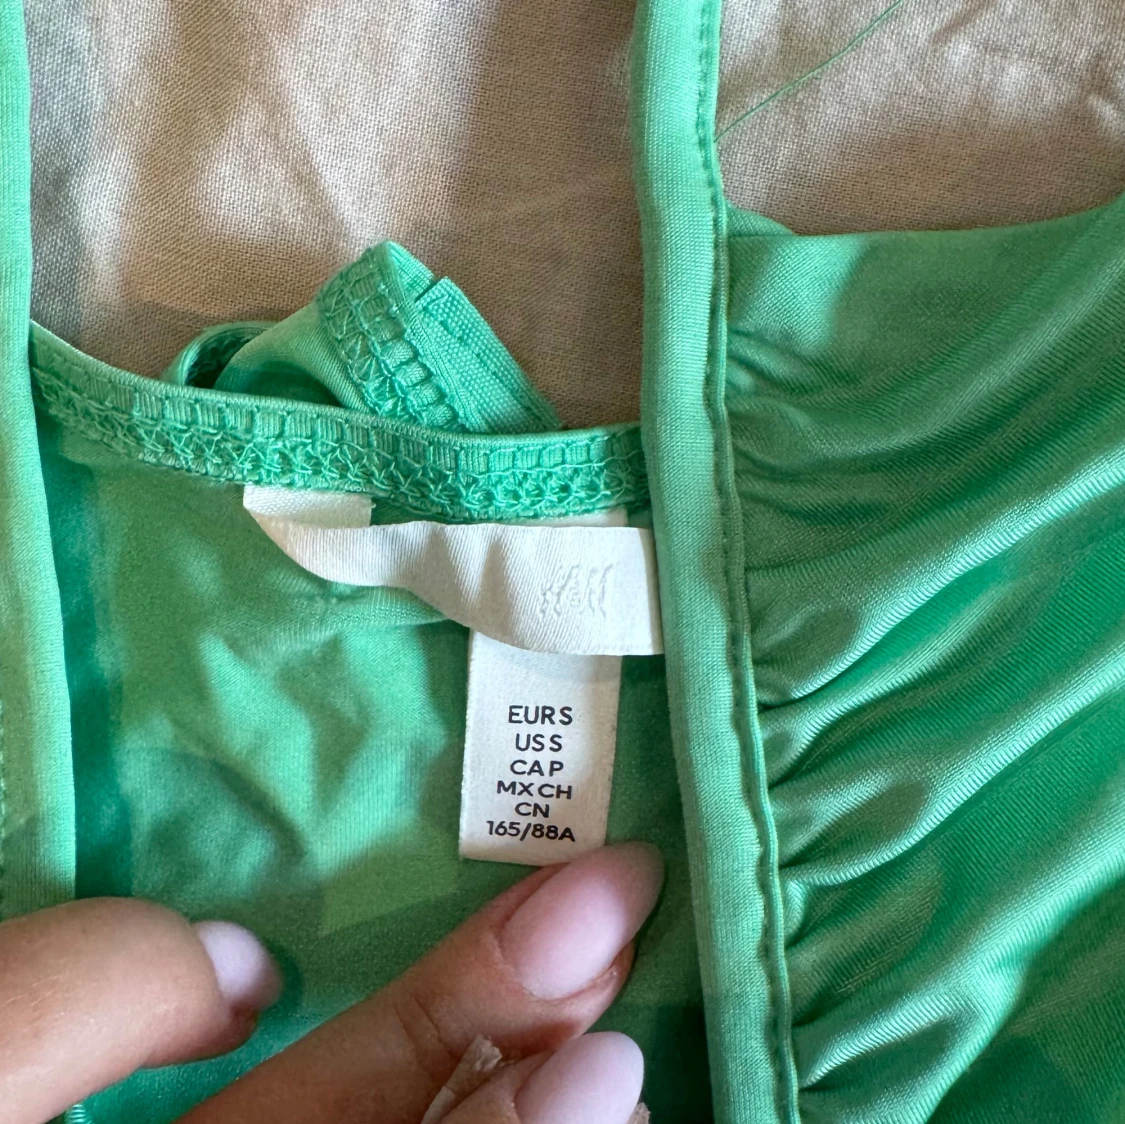 H&M
EUR S
US S
CA P
MX CH
CN
165/88A